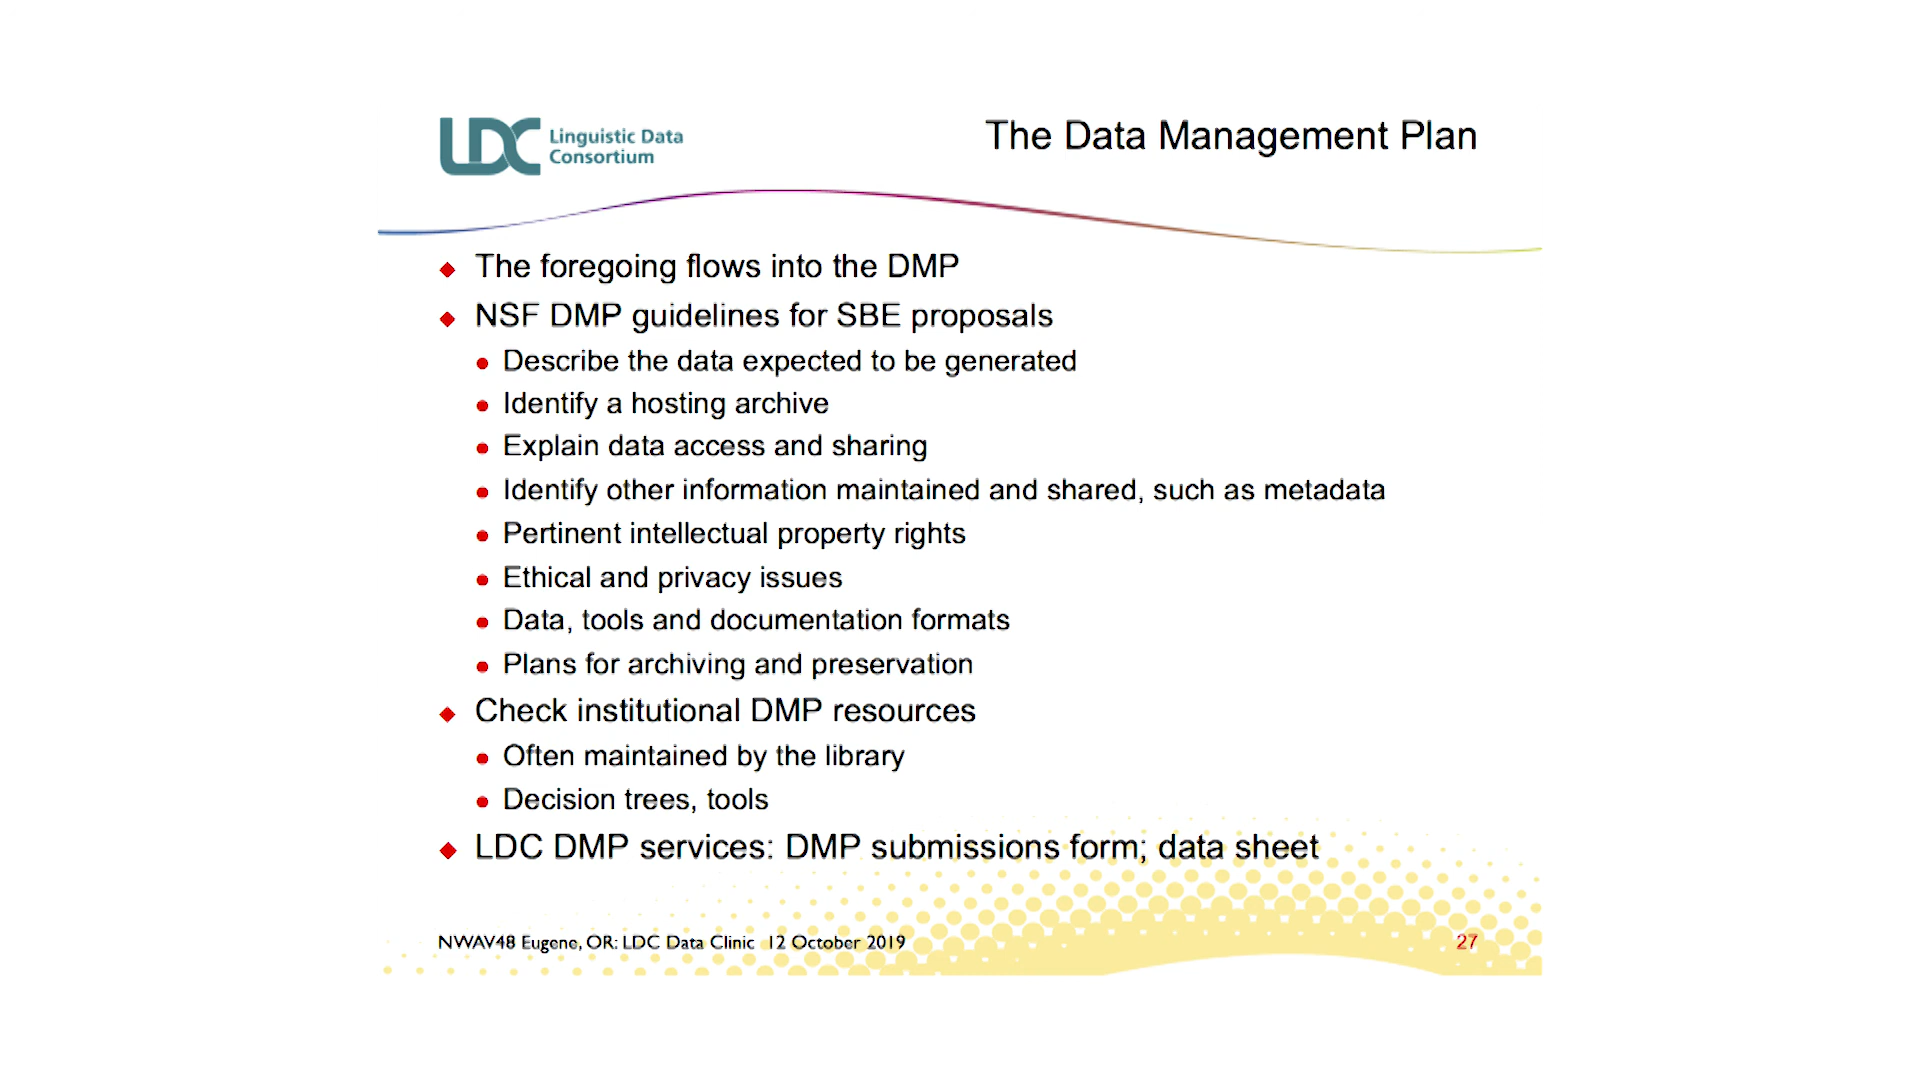 LDC Linguistic Data
Consortium
The Data Management Plan
The foregoing flows into the DMP
NSF DMP guidelines for SBE proposals
Describe the data expected to be generated
Identify a hosting archive
Explain data access and sharing
Identify other information maintained and shared, such as metadata
Pertinent intellectual property rights
Ethical and privacy issues
Data, tools and documentation formats
Plans for archiving and preservation
Check institutional DMP resources
Often maintained by the library
Decision trees, tools
LDC DMP services: DMP submissions form; data sheet
NWAV48 Eugene, OR: LDC Data Clinic 12 October 2019
27